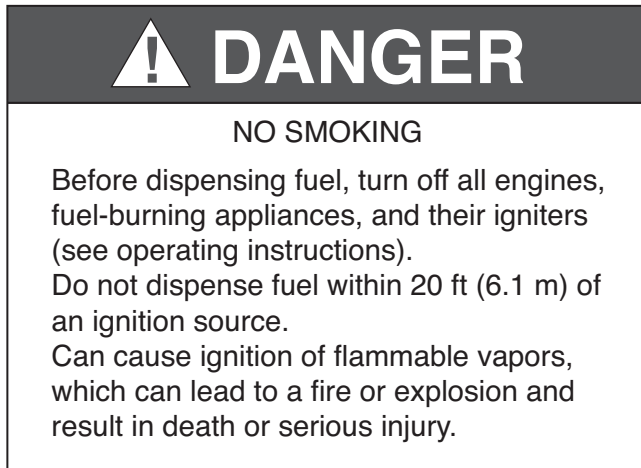 DANGER
NO SMOKING
Before dispensing fuel, turn off all engines,
fuel-burning appliances, and their igniters
(see operating instructions).
Do not dispense fuel within 20 ft (6.1 m) of
an ignition source.
Can cause ignition of flammable vapors,
which can lead to a fire or explosion and
result in death or serious injury.